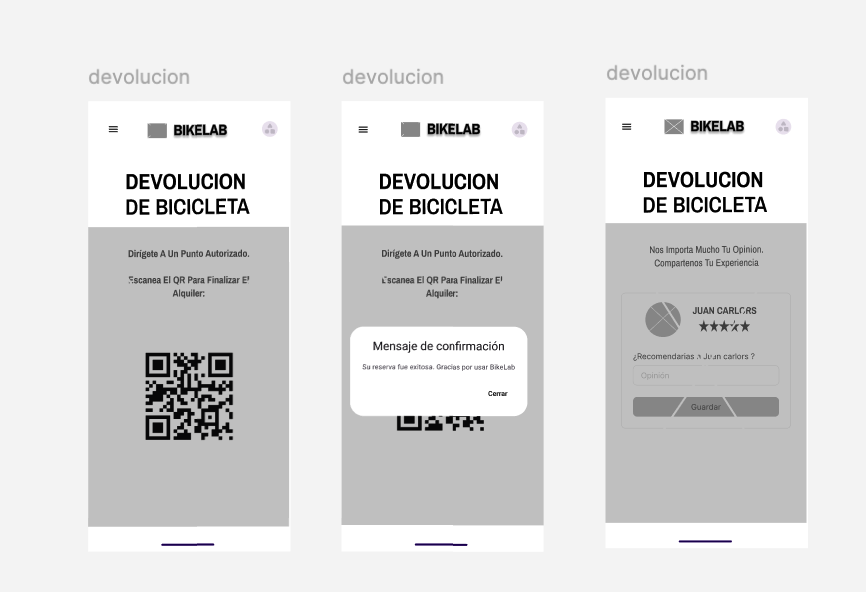 devolucion
BIKELAB
DEVOLUCION
DE BICICLETA
Dirígete A Un Punto Autorizado.
Escanea El QR Para Finalizar El
Alquiler:
devolucion
BIKELAB
DEVOLUCION
DE BICICLETA
Dirígete A Un Punto Autorizado.
Escanea El QR Para Finalizar El
Alquiler:
Mensaje de confirmación
Su reserva fue exitosa. Gracias por usar BikeLab
Cerrar
devolucion
BIKELAB
DEVOLUCION
DE BICICLETA
Nos Importa Mucho Tu Opinion.
Compartenos Tu Experiencia
JUAN CARLORS
¿Recomendarias a Juan carlors ?
Opinión
Guardar